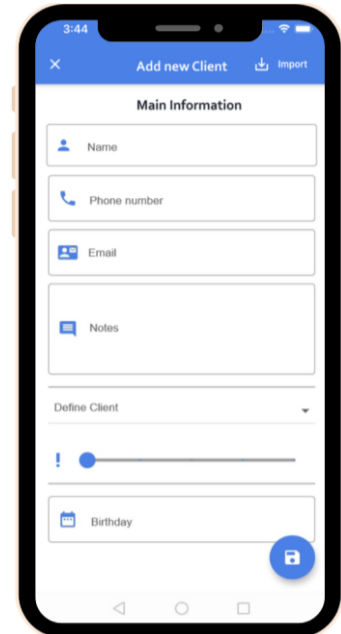 3:44
Add new Client
Import
Main Information
Name
Phone number
Email
Notes
Define Client
!
Birthday